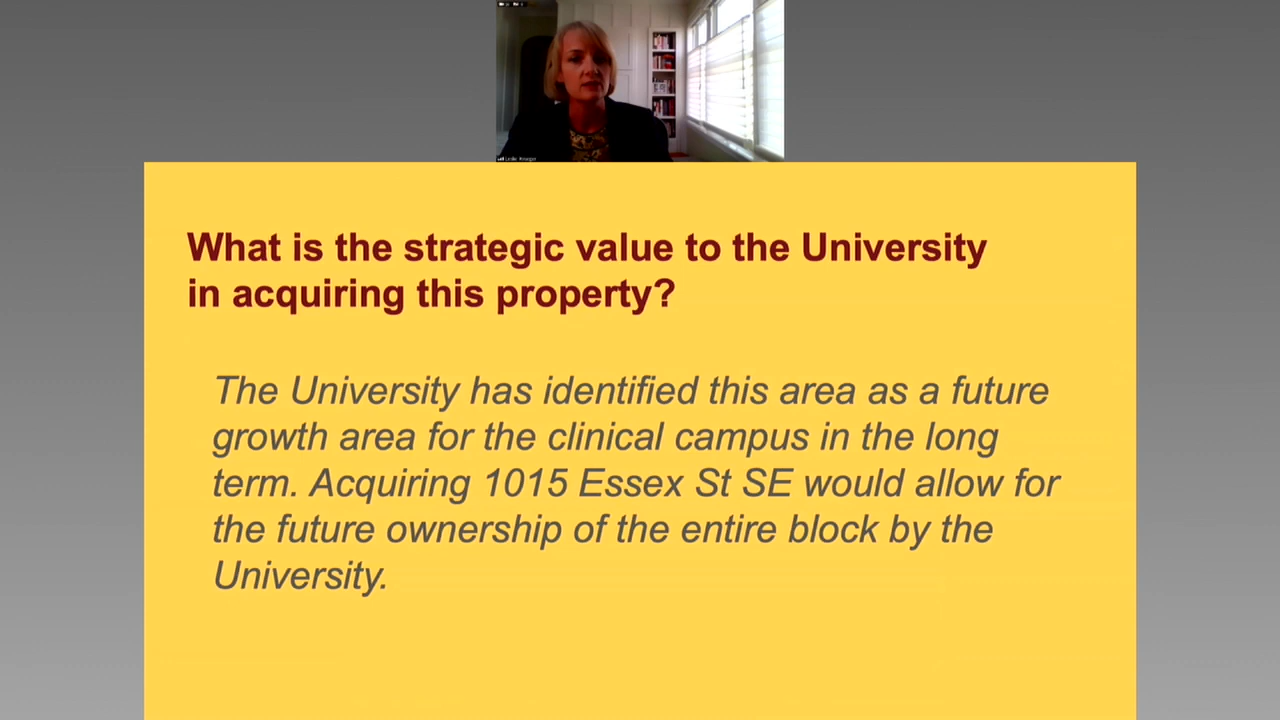 What is the strategic value to the University
in acquiring this property?
The University has identified this area as a future
growth area for the clinical campus in the long
term. Acquiring 1015 Essex St SE would allow for
the future ownership of the entire block by the
University.